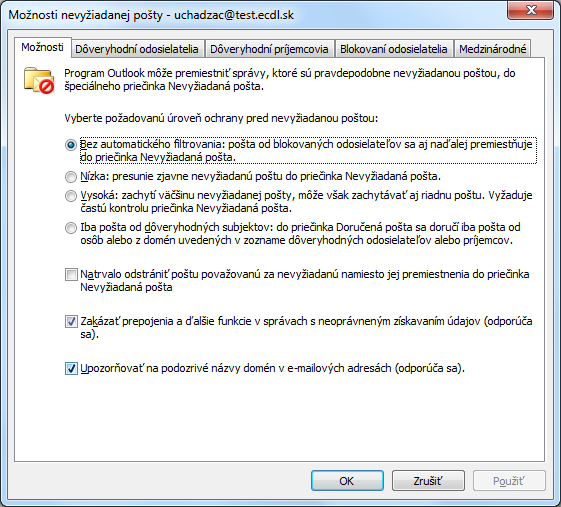 Možnosti nevyžiadanej pošty - uchadzac@test.ecdl.sk
Možnosti Dôveryhodní odosielatelia Dôveryhodní príjemcovia Blokovaní odosielatelia Medzinárodné
Program Outlook môže premiestniť správy, ktoré sú pravdepodobne nevyžiadanou poštou, do
špeciálneho priečinka Nevyžiadaná pošta.
Vyberte požadovanú úroveň ochrany pred nevyžiadanou poštou:
Bez automatického filtrovania: pošta od blokovaných odosielateľov sa aj naďalej premiestňuje
do priečinka Nevyžiadaná pošta.
Nízka: presunie zjavne nevyžiadanú poštu do priečinka Nevyžiadaná pošta.
Vysoká: zachytí väčšinu nevyžiadanej pošty, môže však zachytávať aj riadnu poštu. Vyžaduje
častú kontrolu priečinka Nevyžiadaná pošta.
Iba pošta od dôveryhodných subjektov: do priečinka Doručená pošta sa doručí iba pošta od
osôb alebo z domén uvedených v zozname dôveryhodných odosielateľov alebo príjemcov.
Natrvalo odstrániť poštu považovanú za nevyžiadanú namiesto jej premiestnenia do priečinka
Nevyžiadaná pošta
Zakázať prepojenia a ďalšie funkcie v správach s neoprávneným získavaním údajov (odporúča
sa).
Upozorňovať na podozrivé názvy domén v e-mailových adresách (odporúča sa).
OK Zrušiť Použiť